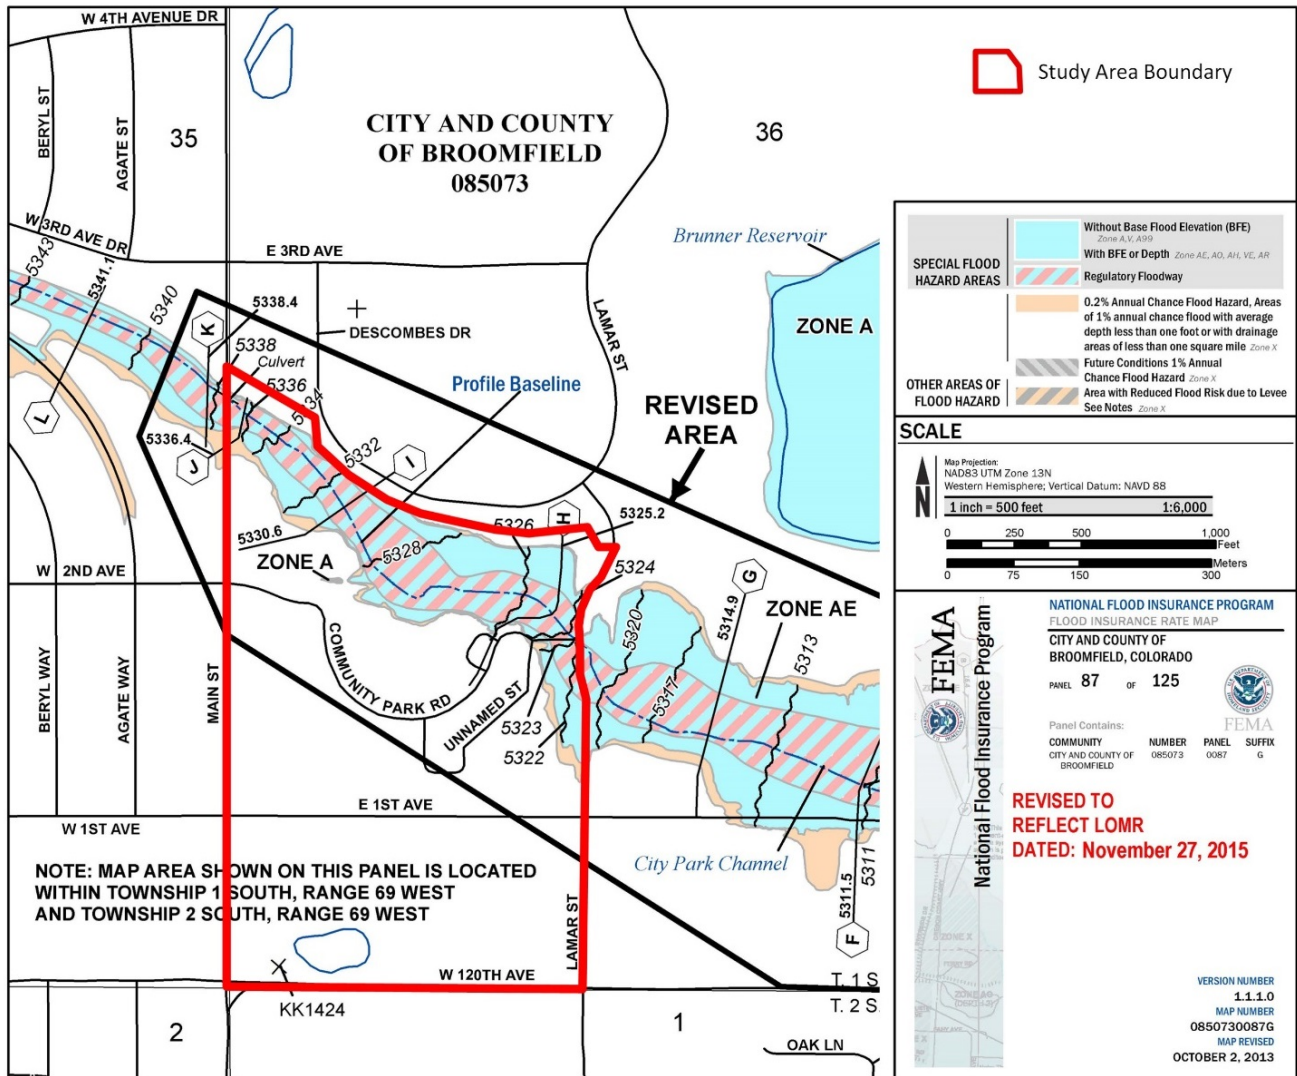 W 4TH AVENUE DR
BERYL ST
AGATE ST
35
CITY AND COUNTY
OF BROOMFIELD
085073
36
Study Area Boundary
W 3RD AVE DR
E 3RD AVE
Brunner Reservoir
ZONE A
5343
5341.1
L
5340
K
5338.4
5338
Culvert
5336
5334
DESCOMBES DR
LAMAR ST
Profile Baseline
REVISED
AREA
5336.4
J
5332
I
5330.6
5328
5326
H
5325.2
5324
ZONE A
W 2ND AVE
G
5314.9
ZONE AE
5320
5317
5313
COMMUNITY PARK RD
UNNAMED ST
5323
5322
BERYL WAY
AGATE WAY
MAIN ST
E 1ST AVE
W 1ST AVE
City Park Channel
5311.5
5311
F
NOTE: MAP AREA SHOWN ON THIS PANEL IS LOCATED
WITHIN TOWNSHIP 1 SOUTH, RANGE 69 WEST
AND TOWNSHIP 2 SOUTH, RANGE 69 WEST
LAMAR ST
W 120TH AVE
T. 1 S
T. 2 S
KK1424
2
1
OAK LN
SPECIAL FLOOD
HAZARD AREAS
Without Base Flood Elevation (BFE)
Zone A,V, A99
With BFE or Depth Zone AE, AO, AH, VE, AR
Regulatory Floodway
0.2% Annual Chance Flood Hazard, Areas
of 1% annual chance flood with average
depth less than one foot or with drainage
areas of less than one square mile Zone X
Future Conditions 1% Annual
Chance Flood Hazard Zone X
OTHER AREAS OF
FLOOD HAZARD
Area with Reduced Flood Risk due to Levee
See Notes Zone X
SCALE
N
Map Projection:
NAD83 UTM Zone 13N
Western Hemisphere; Vertical Datum: NAVD 88
1 inch = 500 feet 1:6,000
0 250 500 1,000
Feet
Meters
0 75 150 300
FEMA
National Flood Insurance Program
NATIONAL FLOOD INSURANCE PROGRAM
FLOOD INSURANCE RATE MAP
CITY AND COUNTY OF
BROOMFIELD, COLORADO
PANEL 87 OF 125
FEMA
Panel Contains:
COMMUNITY NUMBER PANEL SUFFIX
CITY AND COUNTY OF 085073 0087 G
BROOMFIELD
REVISED TO
REFLECT LOMR
DATED: November 27, 2015
ZONE X
VERSION NUMBER
1.1.1.0
MAP NUMBER
0850730087G
MAP REVISED
OCTOBER 2, 2013